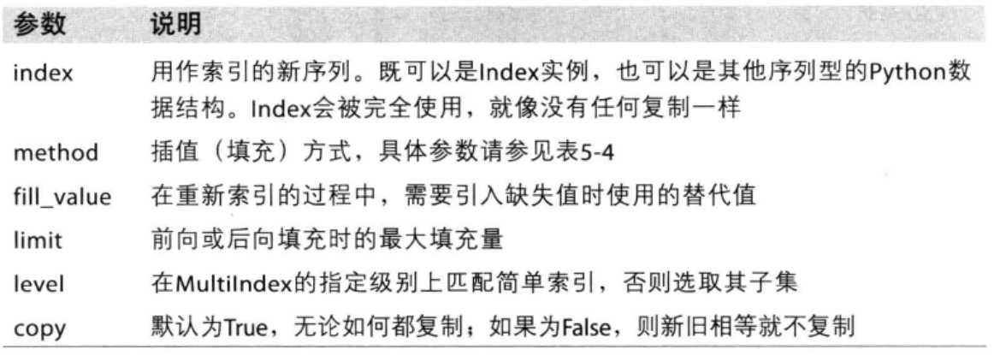 参数 说明
index 用作索引的新序列。既可以是Index实例，也可以是其他序列型的Python数
据结构。Index会被完全使用，就像没有任何复制一样
method 插值（填充）方式，具体参数请参见表5-4
fill_value 在重新索引的过程中，需要引入缺失值时使用的替代值
limit 前向或后向填充时的最大填充量
level 在MultiIndex的指定级别上匹配简单索引，否则选取其子集
copy 默认为True，无论如何都复制；如果为False，则新旧相等就不复制